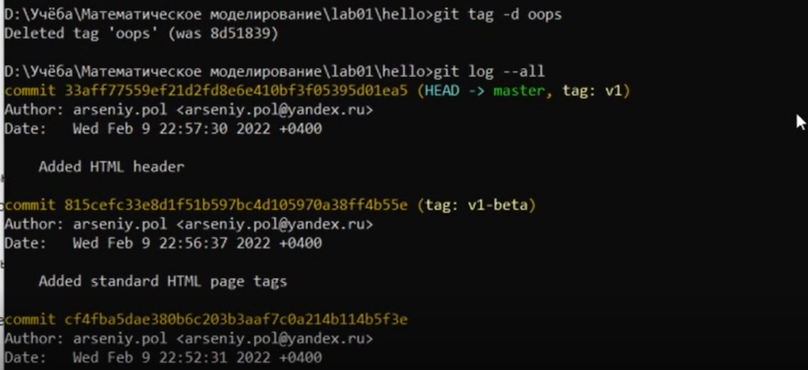 D:\Учёба\Математическое моделирование\lab01\hello>git tag -d oops
Deleted tag 'oops' (was 8d51839)
D:\Учёба\Математическое моделирование\lab01\hello>git log --all
commit 33aff77559ef21d2fd8e6e410bf3f05395d01ea5 (HEAD -> master, tag: v1)
Author: arseniy.pol <arseniy.pol@yandex.ru>
Date:   Wed Feb 9 22:57:30 2022 +0400
Added HTML header
commit 815cefc33e8d1f51b597bc4d105970a38ff4b55e (tag: v1-beta)
Author: arseniy.pol <arseniy.pol@yandex.ru>
Date:   Wed Feb 9 22:56:37 2022 +0400
Added standard HTML page tags
commit cf4fba5dae380b6c203b3aaf7c0a214b114b5f3e
Author: arseniy.pol <arseniy.pol@yandex.ru>
Date:   Wed Feb 9 22:52:31 2022 +0400